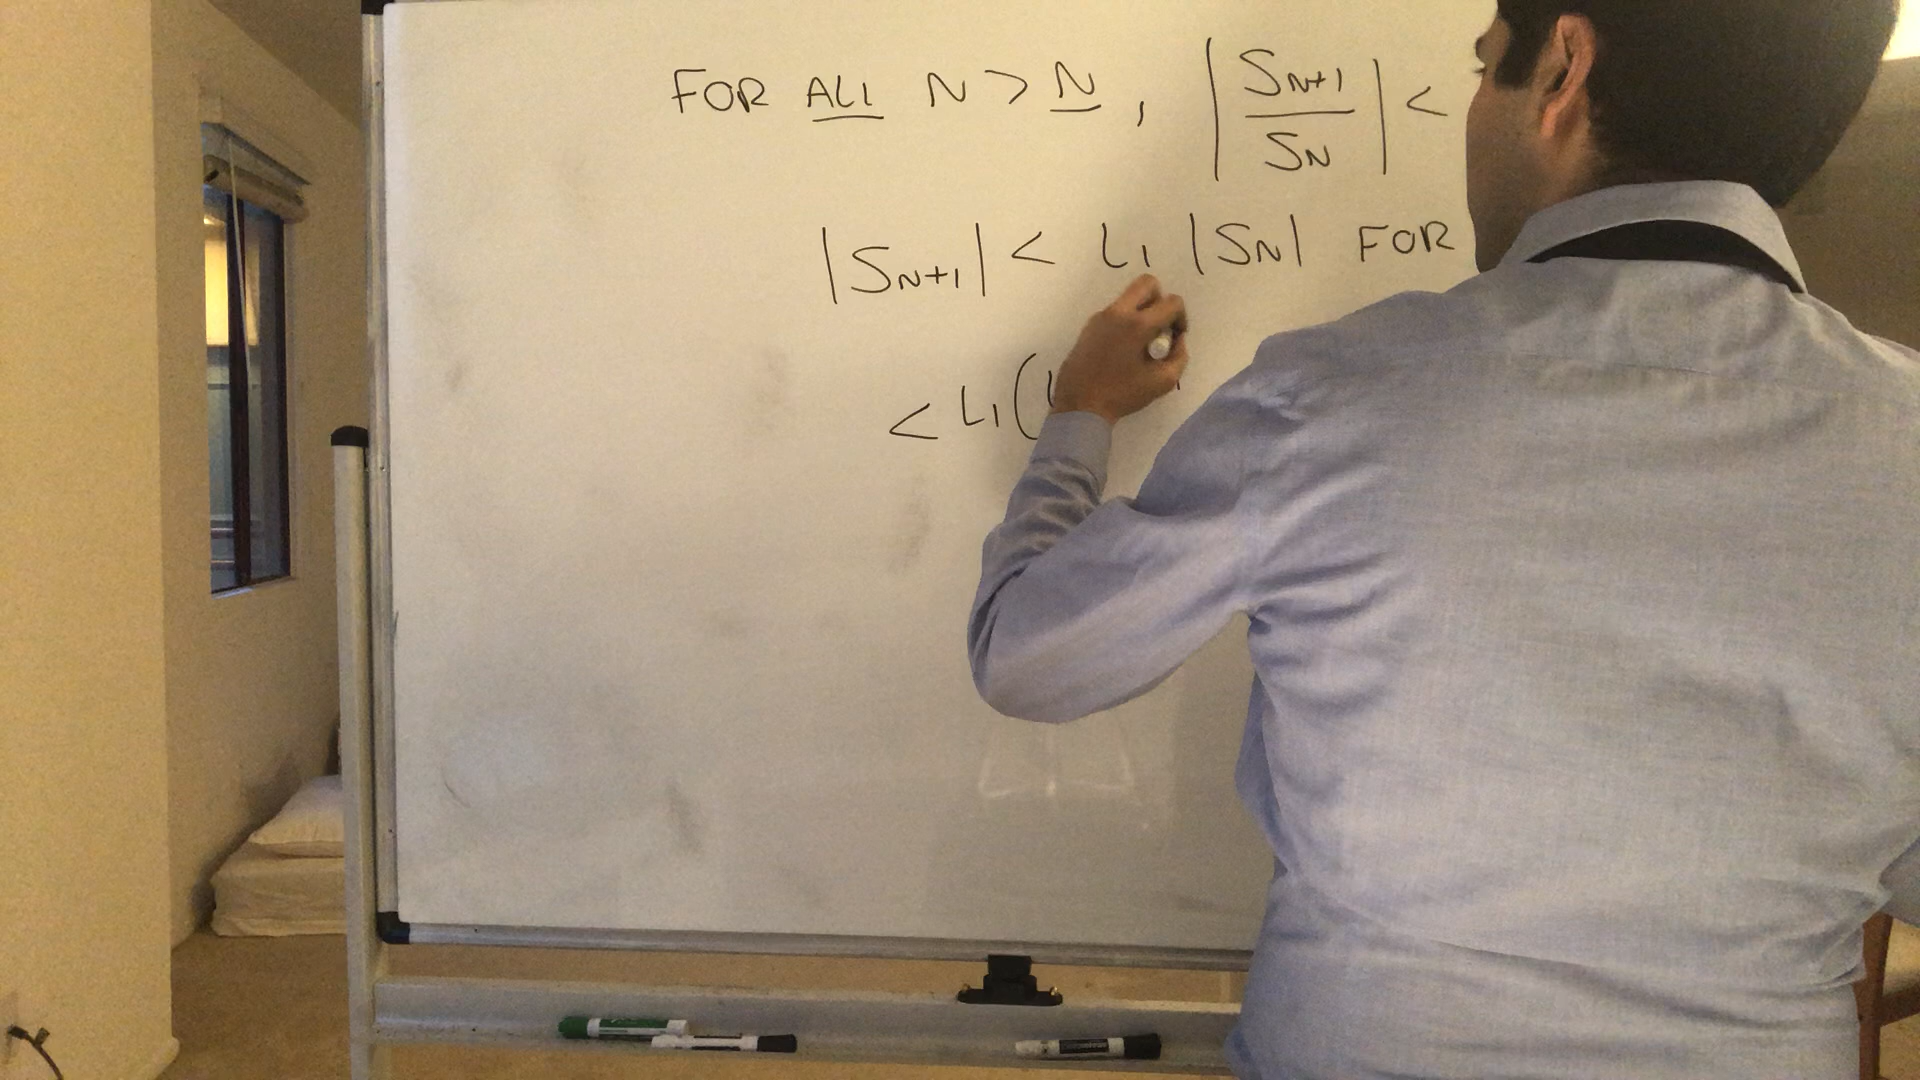 FOR ALL N > N, |SN+1 / SN| <
|SN+1| < L1 |SN| FOR
< L1(